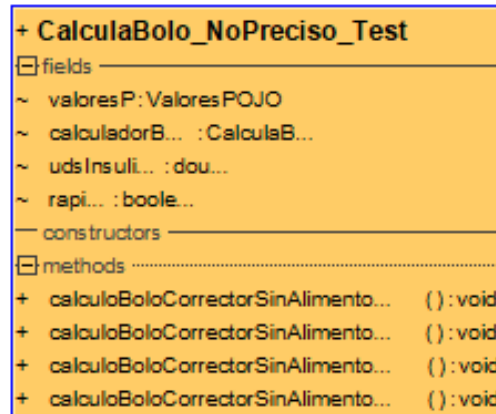 + CalculaBolo_NoPreciso_Test
fields
~ valoresP:ValoresPOJO
~ calculadorB... :CalculaB...
~ udsInsuli... :dou...
~ rapi... :boole...
constructors
methods
+ calculoBoloCorrectorSinAlimento... ():void
+ calculoBoloCorrectorSinAlimento... ():void
+ calculoBoloCorrectorSinAlimento... ():void
+ calculoBoloCorrectorSinAlimento... ():void